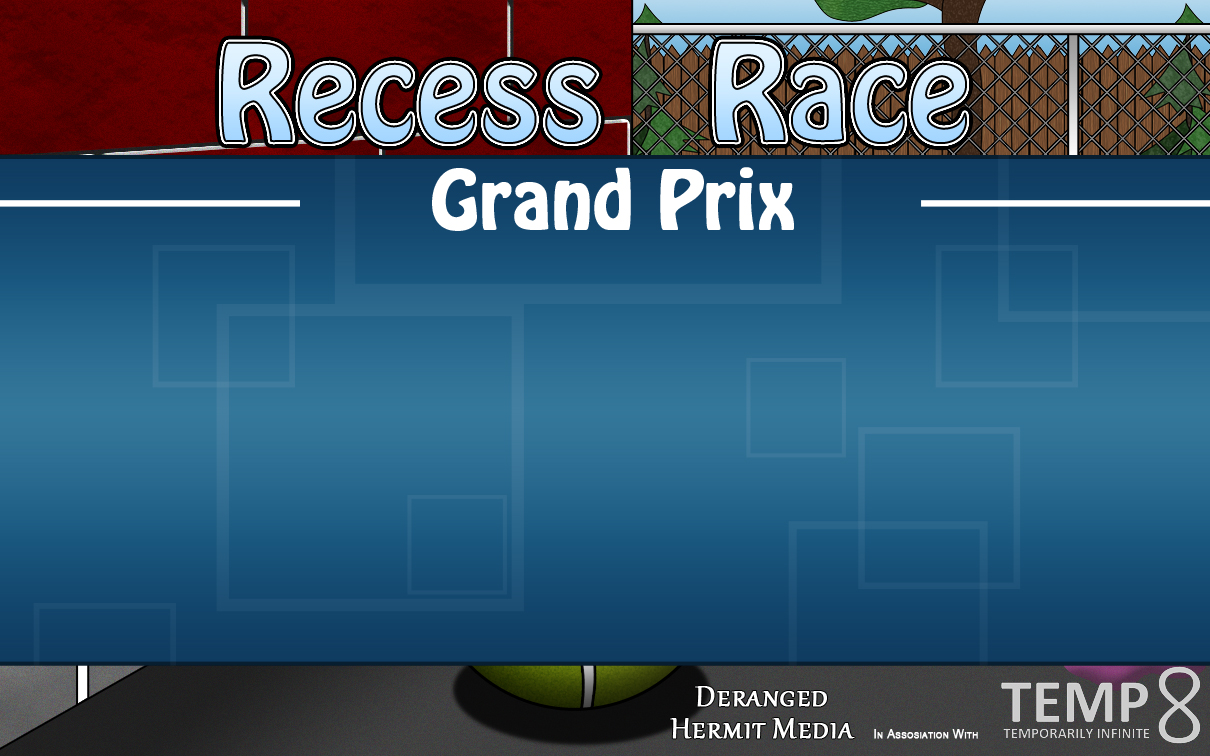 Recess Race
Grand Prix
Deranged
Hermit Media
In Assosiation With
TEMP8
TEMPORARILY INFINITE